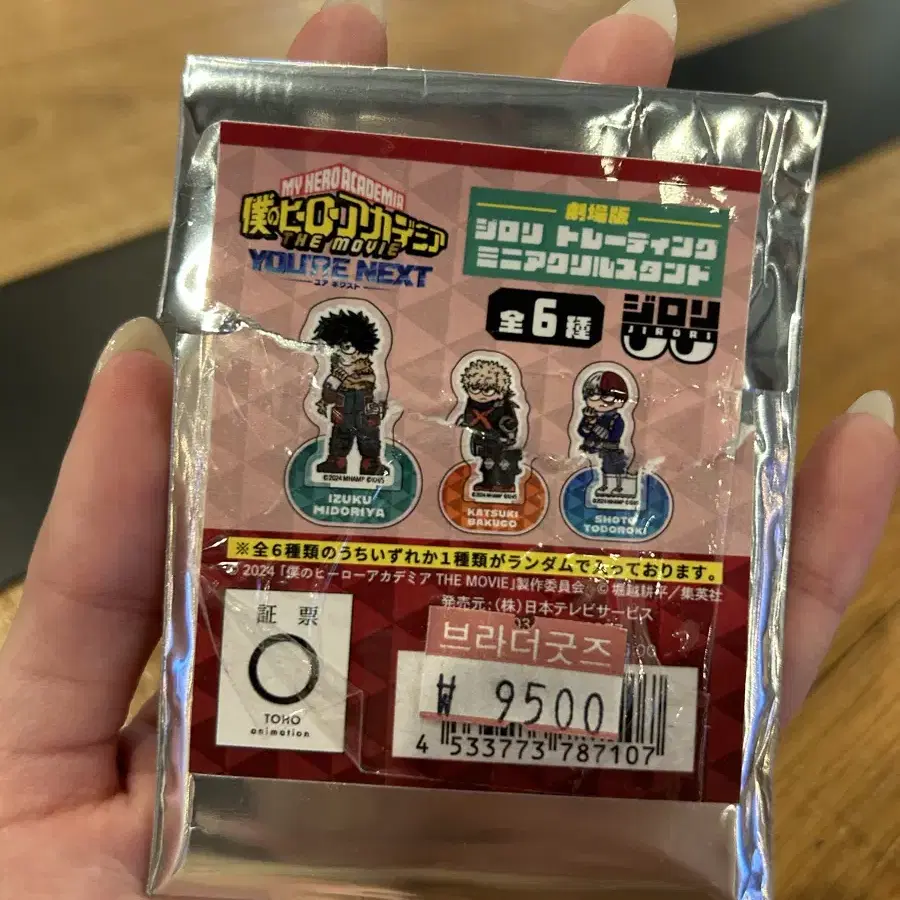 MY HERO ACADEMIA
僕のヒーローアカデミア
THE MOVIE
YOU'RE NEXT
ユア ネクスト
劇場版
ジロリ トレーディング
ミニアクリルスタンド
全6種
ジロリ
JIRORI
©2024 MHAMP ©KH/S
IZUKU
MIDORIYA
©2024 MHAMP ©KH/S
KATSUKI
BAKUGO
SHOTO
TODOROKI
※全6種類のうちいずれか1種類がランダムで入っております。
© 2024「僕のヒーローアカデミア THE MOVIE」製作委員会 © 堀越耕平／集英社
発売元：(株)日本テレビサービス
証票
TOHO
animation
브라더굿즈
₩ 9500
4 533773 787107